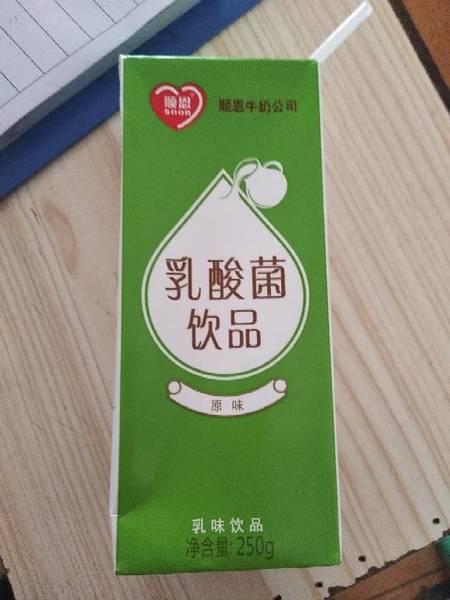 顺恩
SOON
顺恩牛奶公司
乳酸菌
饮品
原味
乳味饮品
净含量: 250g